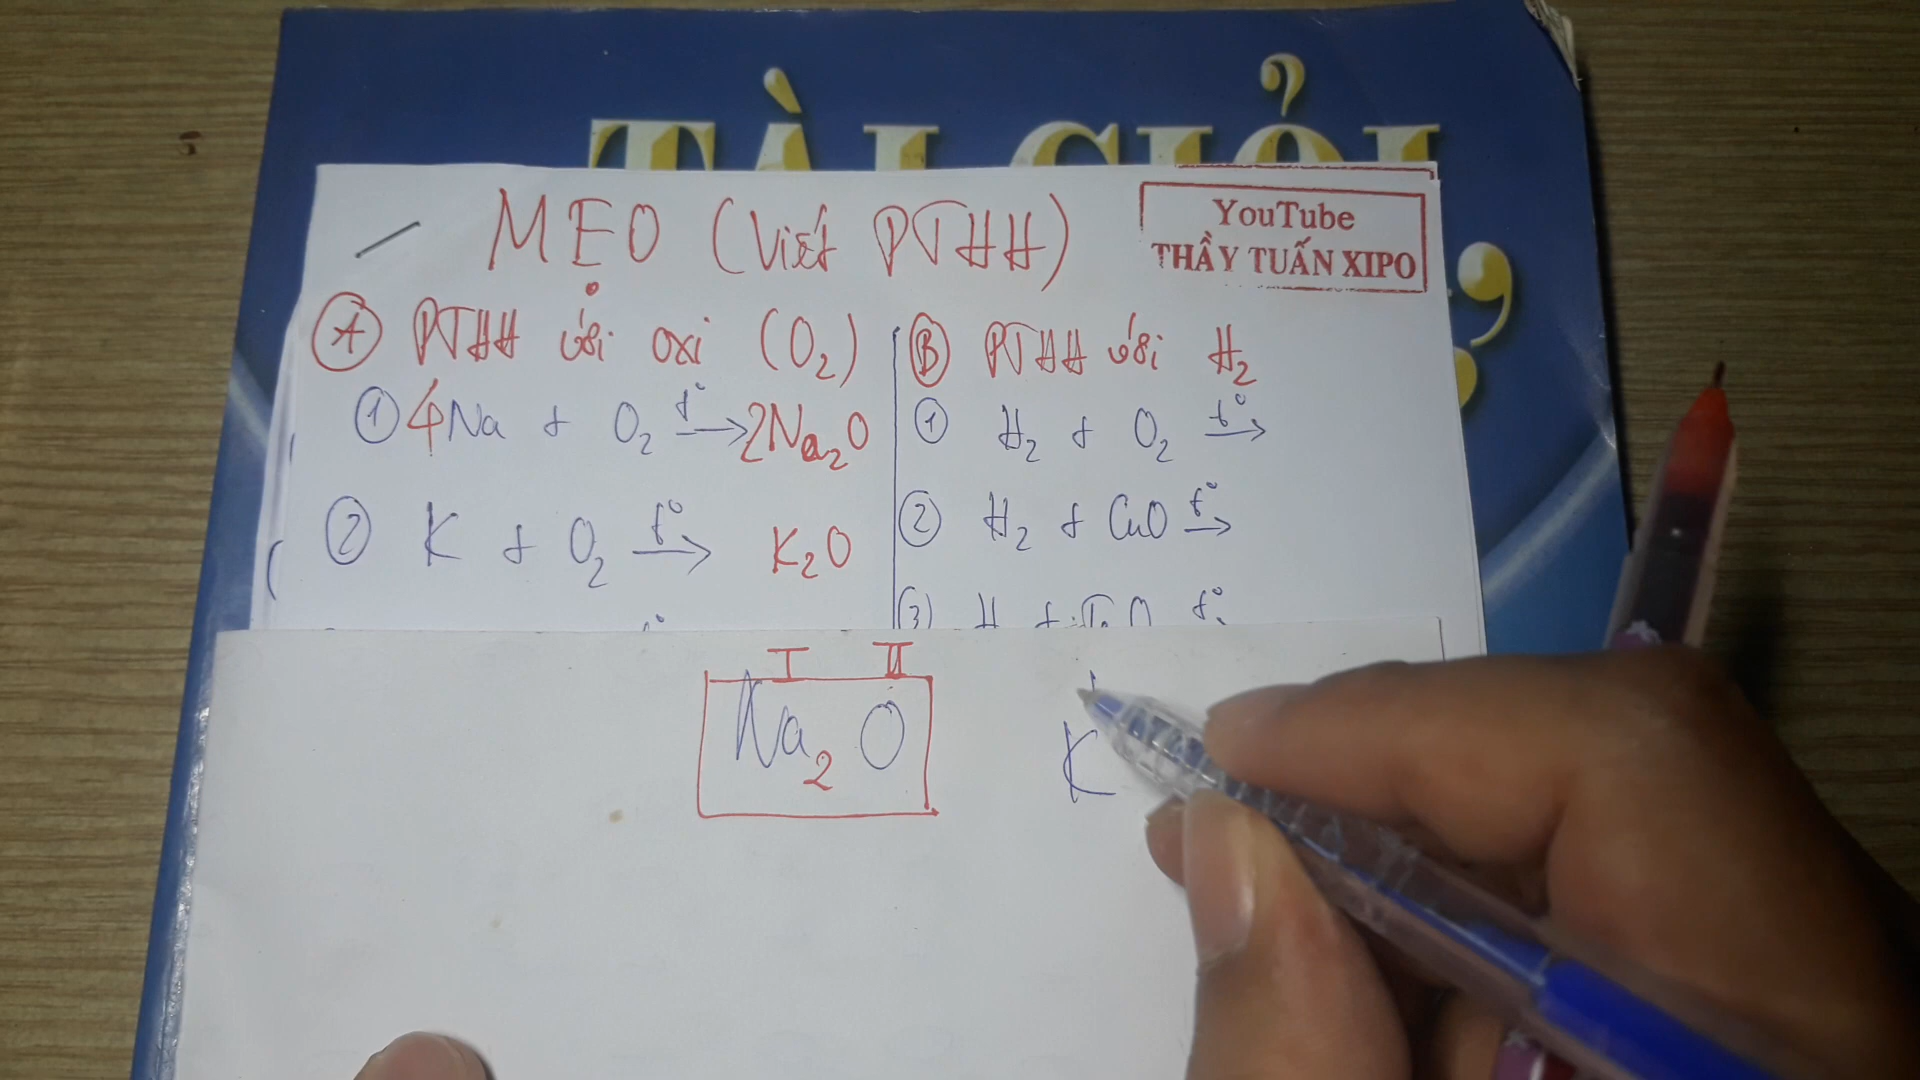 TÀI GIỎI
MẸO (Viết PTHH)
YouTube
THẦY TUẤN XIPO
Ⓐ PTHH với oxi (O₂)
① 4Na + O₂ t°→ 2Na₂O
② K + O₂ t°→ K₂O
Ⓑ PTHH với H₂
① H₂ + O₂ t°→
② H₂ + CuO t°→
I II
Na₂O
K